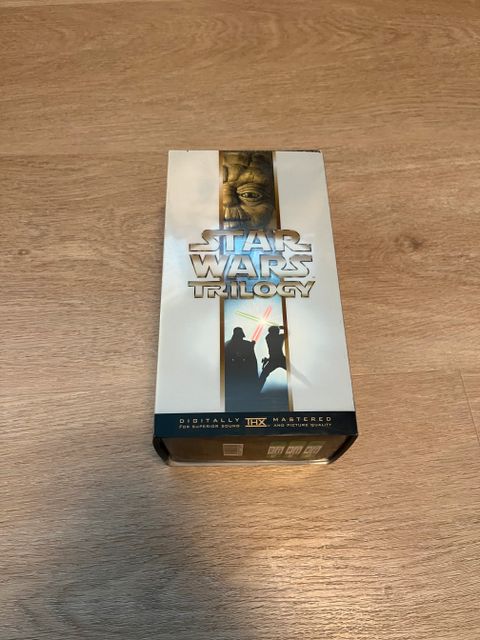 STAR
WARS
TRILOGY
DIGITALLY THX MASTERED
FOR SUPERIOR SOUND AND PICTURE QUALITY